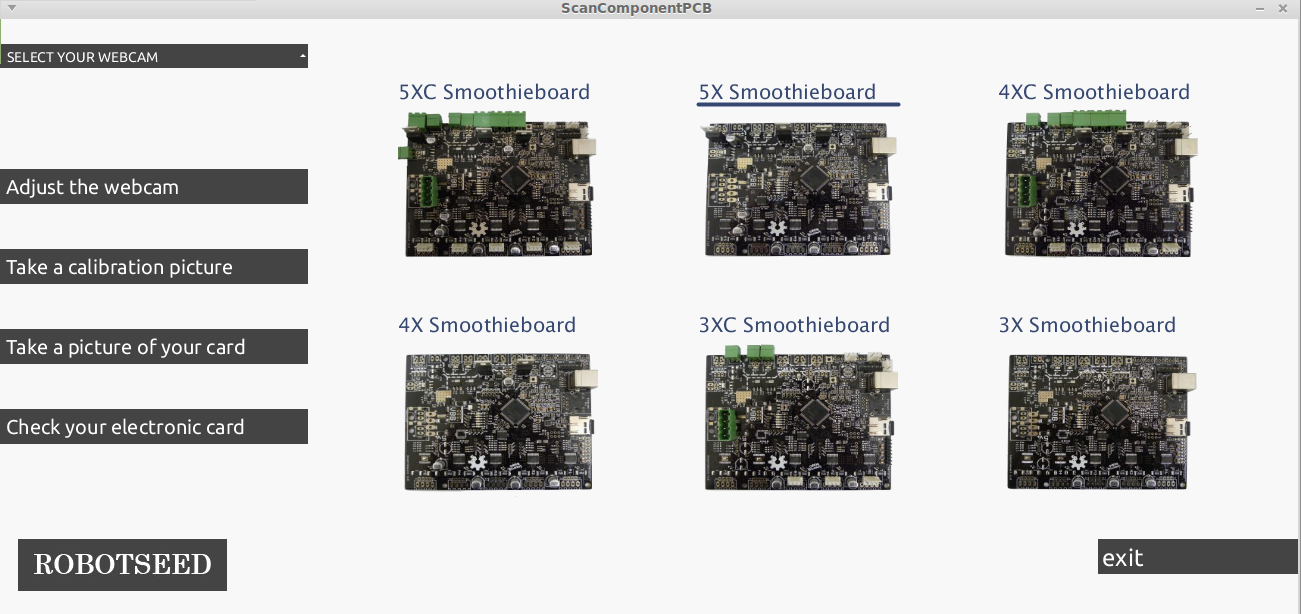 ScanComponentPCB
SELECT YOUR WEBCAM
5XC Smoothieboard
5X Smoothieboard
4XC Smoothieboard
Adjust the webcam
Take a calibration picture
4X Smoothieboard
3XC Smoothieboard
3X Smoothieboard
Take a picture of your card
Check your electronic card
ROBOTSEED
exit